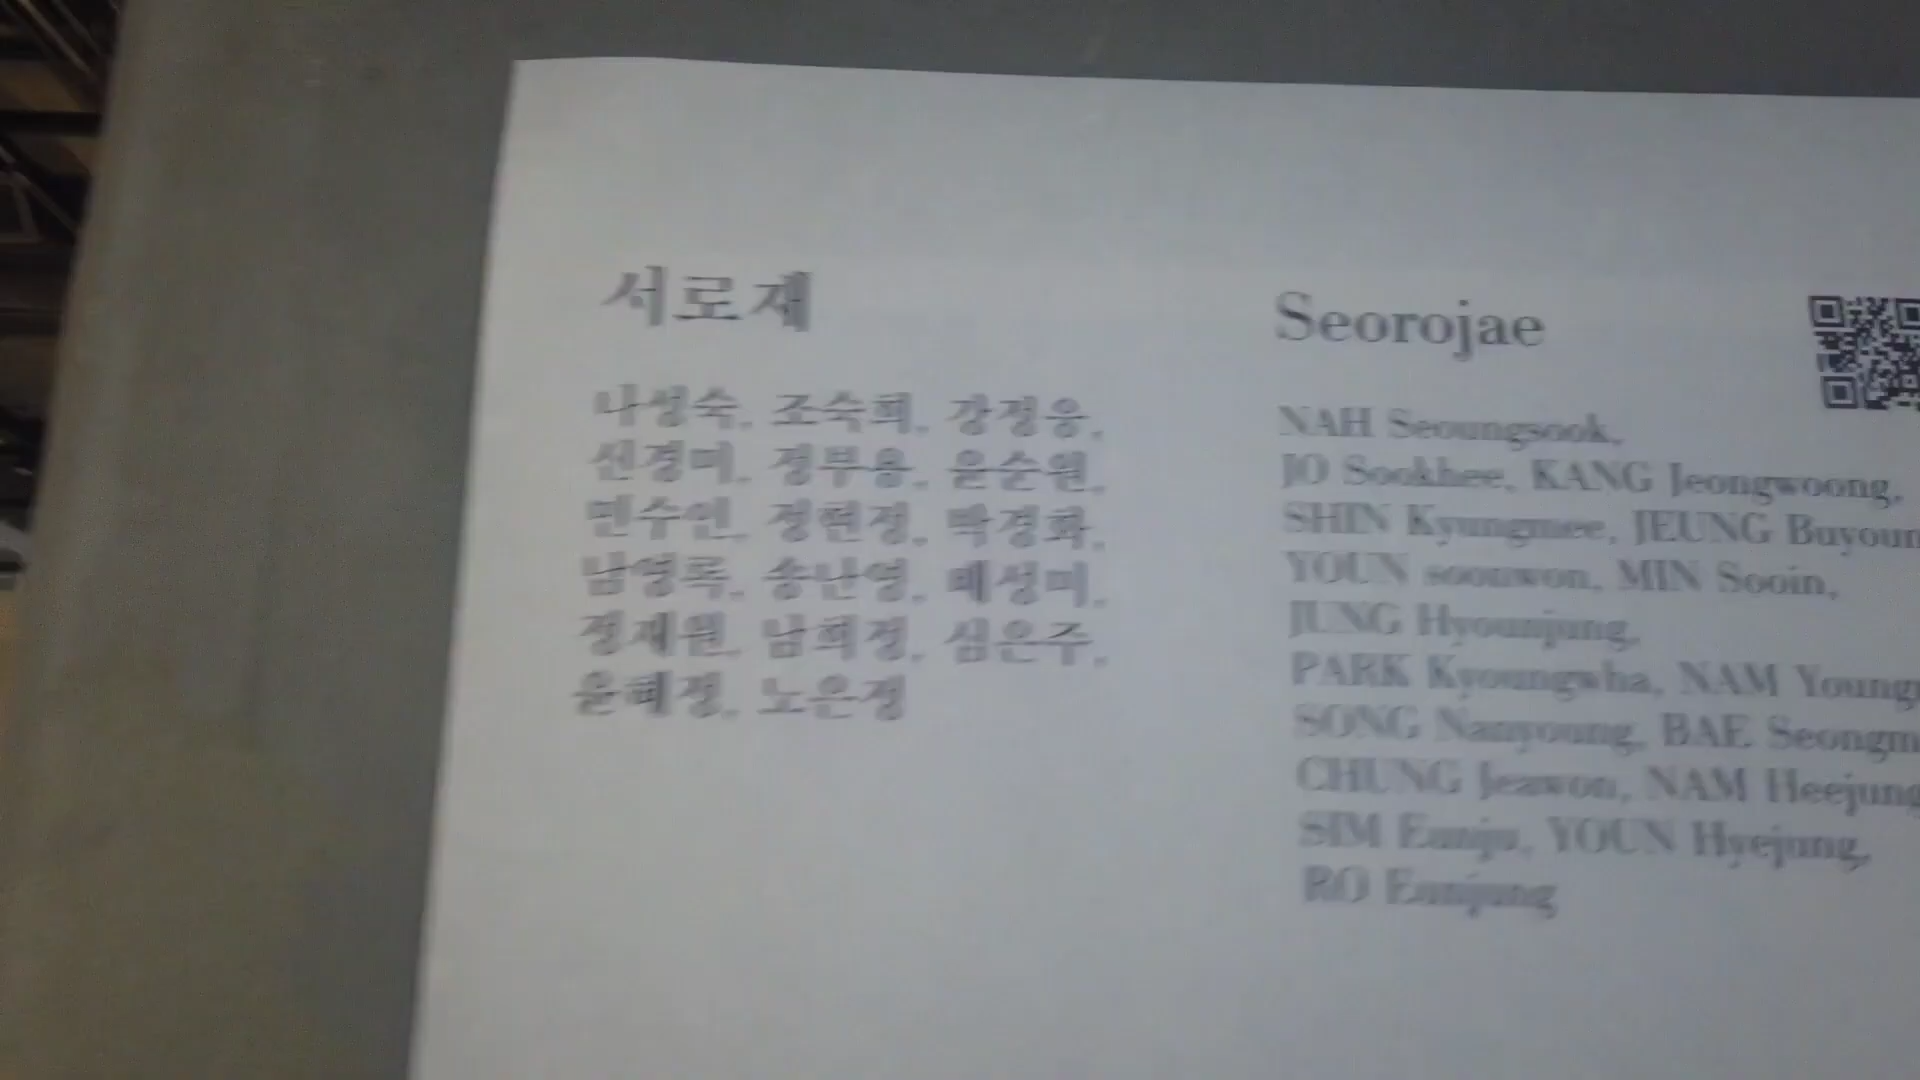 서로재
나성숙, 조숙희, 강정웅,
신경미, 정부용, 윤순원,
민수인, 정현정, 박경화,
남영록, 송난영, 배성미,
정재원, 남희정, 심은주,
윤혜정, 노은정
Seorojae
NAH Seoungsook,
JO Sookhee, KANG Jeongwoong,
SHIN Kyungmee, JEUNG
YOUN soounwon, MIN Sooin,
JUNG Hyounjung,
PARK Kyoungwha, NAM
SONG Nanyoung, BAE
CHUNG Jeawon, NAM Heejung
SIM Eunju, YOUN Hyejung,
RO Eunjung